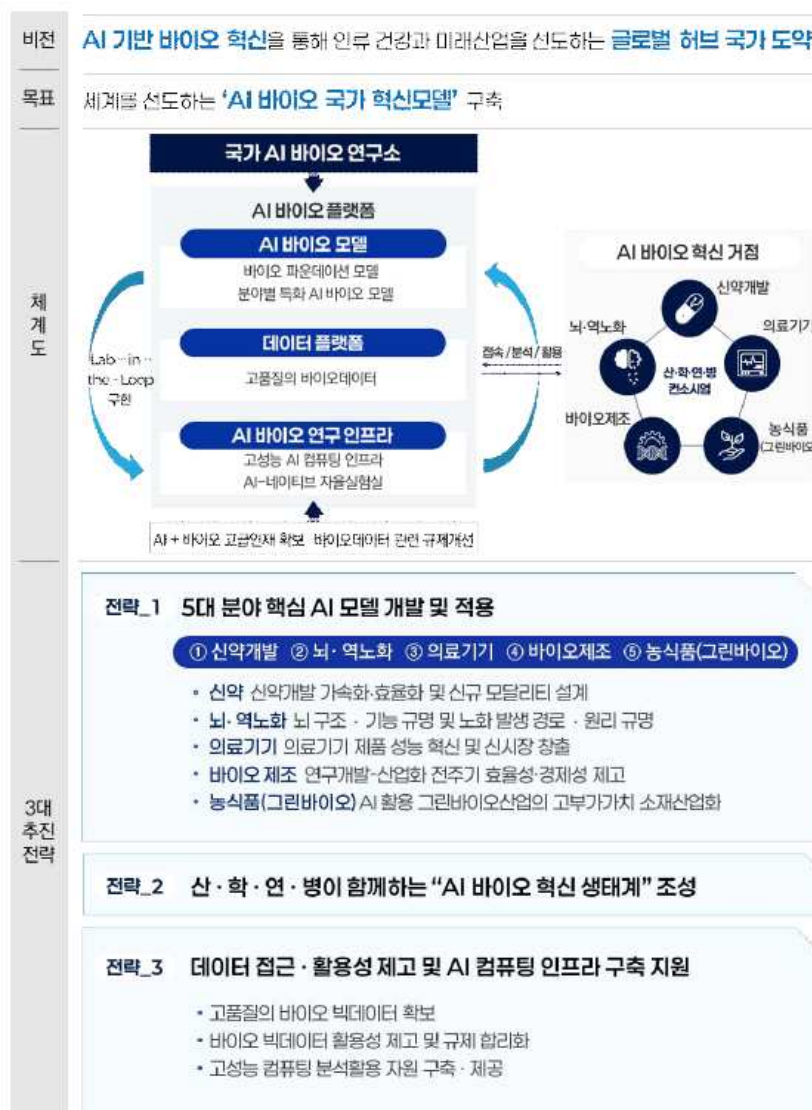 비전
AI 기반 바이오 혁신을 통해 인류 건강과 미래산업을 선도하는 글로벌 허브 국가 도약
목표
세계를 선도하는 ‘AI 바이오 국가 혁신모델’ 구축
체계도
국가 AI 바이오 연구소
AI 바이오 플랫폼
AI 바이오 모델
바이오 파운데이션 모델
분야별 특화 AI 바이오 모델
데이터 플랫폼
고품질의 바이오데이터
AI 바이오 연구 인프라
고성능 AI 컴퓨팅 인프라
AI-네이티브 자율실험실
Lab-in-
the-Loop
구현
접속/분석/활용
AI 바이오 혁신 거점
신약개발
뇌·역노화
의료기기
산·학·연·병
컨소시엄
바이오제조
농식품
(그린바이오)
AI + 바이오 고급인재 확보 바이오데이터 관련 규제개선
3대
추진
전략
전략_1 5대 분야 핵심 AI 모델 개발 및 적용
① 신약개발 ② 뇌·역노화 ③ 의료기기 ④ 바이오제조 ⑤ 농식품(그린바이오)
• 신약 신약개발 가속화·효율화 및 신규 모달리티 설계
• 뇌·역노화 뇌 구조·기능 규명 및 노화 발생 경로·원리 규명
• 의료기기 의료기기 제품 성능 혁신 및 신시장 창출
• 바이오 제조 연구개발-산업화 전주기 효율성·경제성 제고
• 농식품(그린바이오) AI 활용 그린바이오산업의 고부가가치 소재산업화
전략_2 산·학·연·병이 함께하는 “AI 바이오 혁신 생태계” 조성
전략_3 데이터 접근·활용성 제고 및 AI 컴퓨팅 인프라 구축 지원
• 고품질의 바이오 빅데이터 확보
• 바이오 빅데이터 활용성 제고 및 규제 합리화
• 고성능 컴퓨팅 분석활용 자원 구축·제공